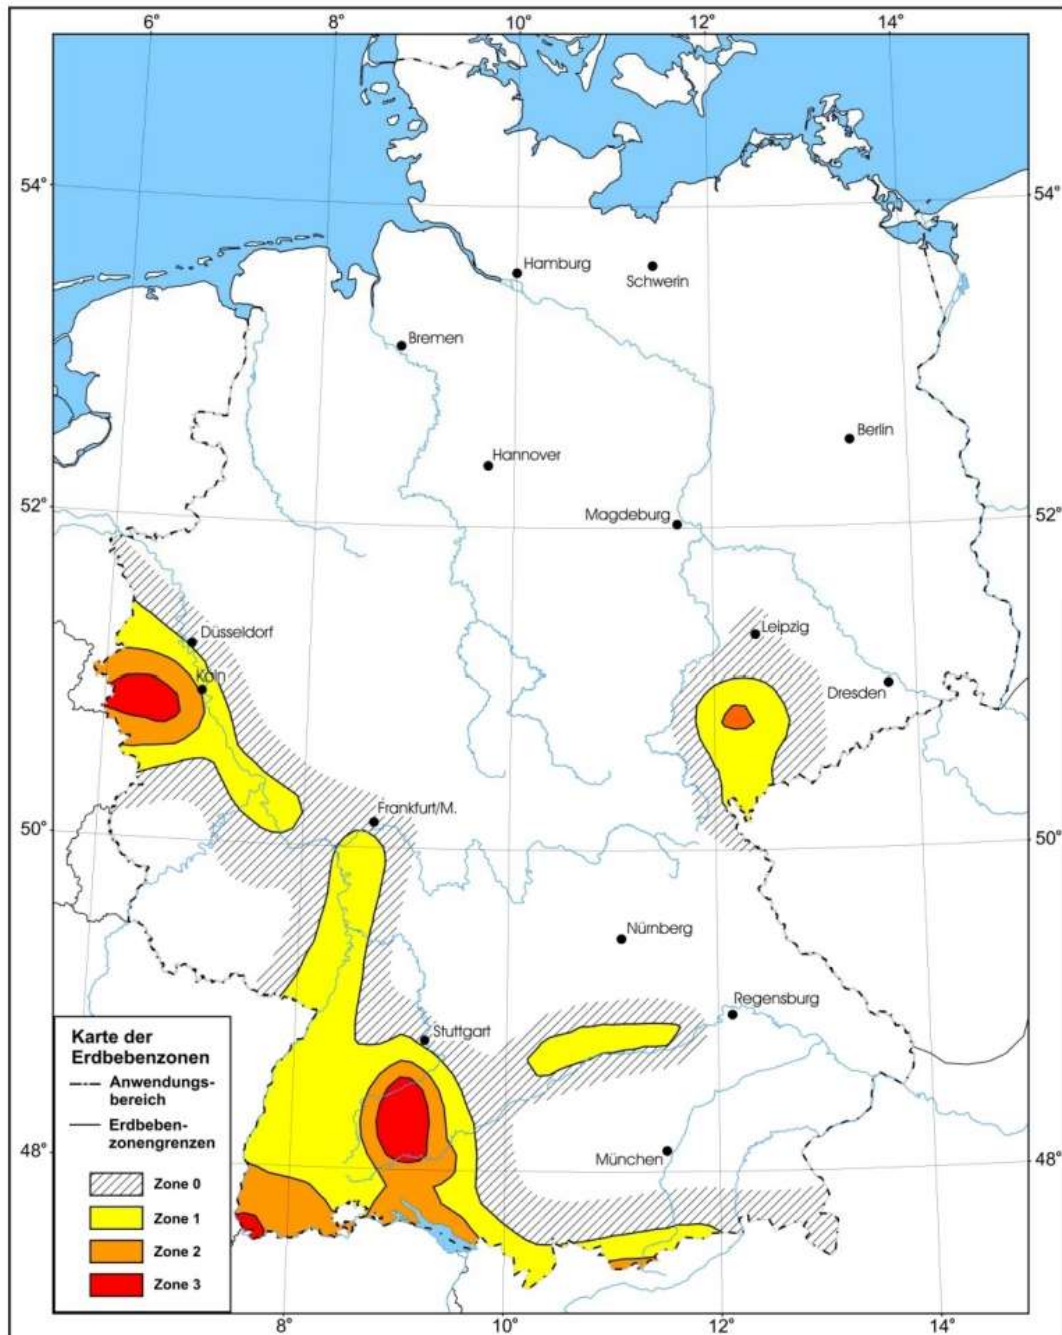 6°
8°
10°
12°
14°
54°
54°
Hamburg
Schwerin
Bremen
Berlin
Hannover
52°
52°
Magdeburg
Düsseldorf
Leipzig
Köln
Dresden
Frankfurt/M.
50°
50°
Nürnberg
Regensburg
Stuttgart
Karte der
Erdbebenzonen
Anwendungs-
bereich
Erdbeben-
zonengrenzen
48°
48°
München
Zone 0
Zone 1
Zone 2
Zone 3
8°
10°
12°
14°